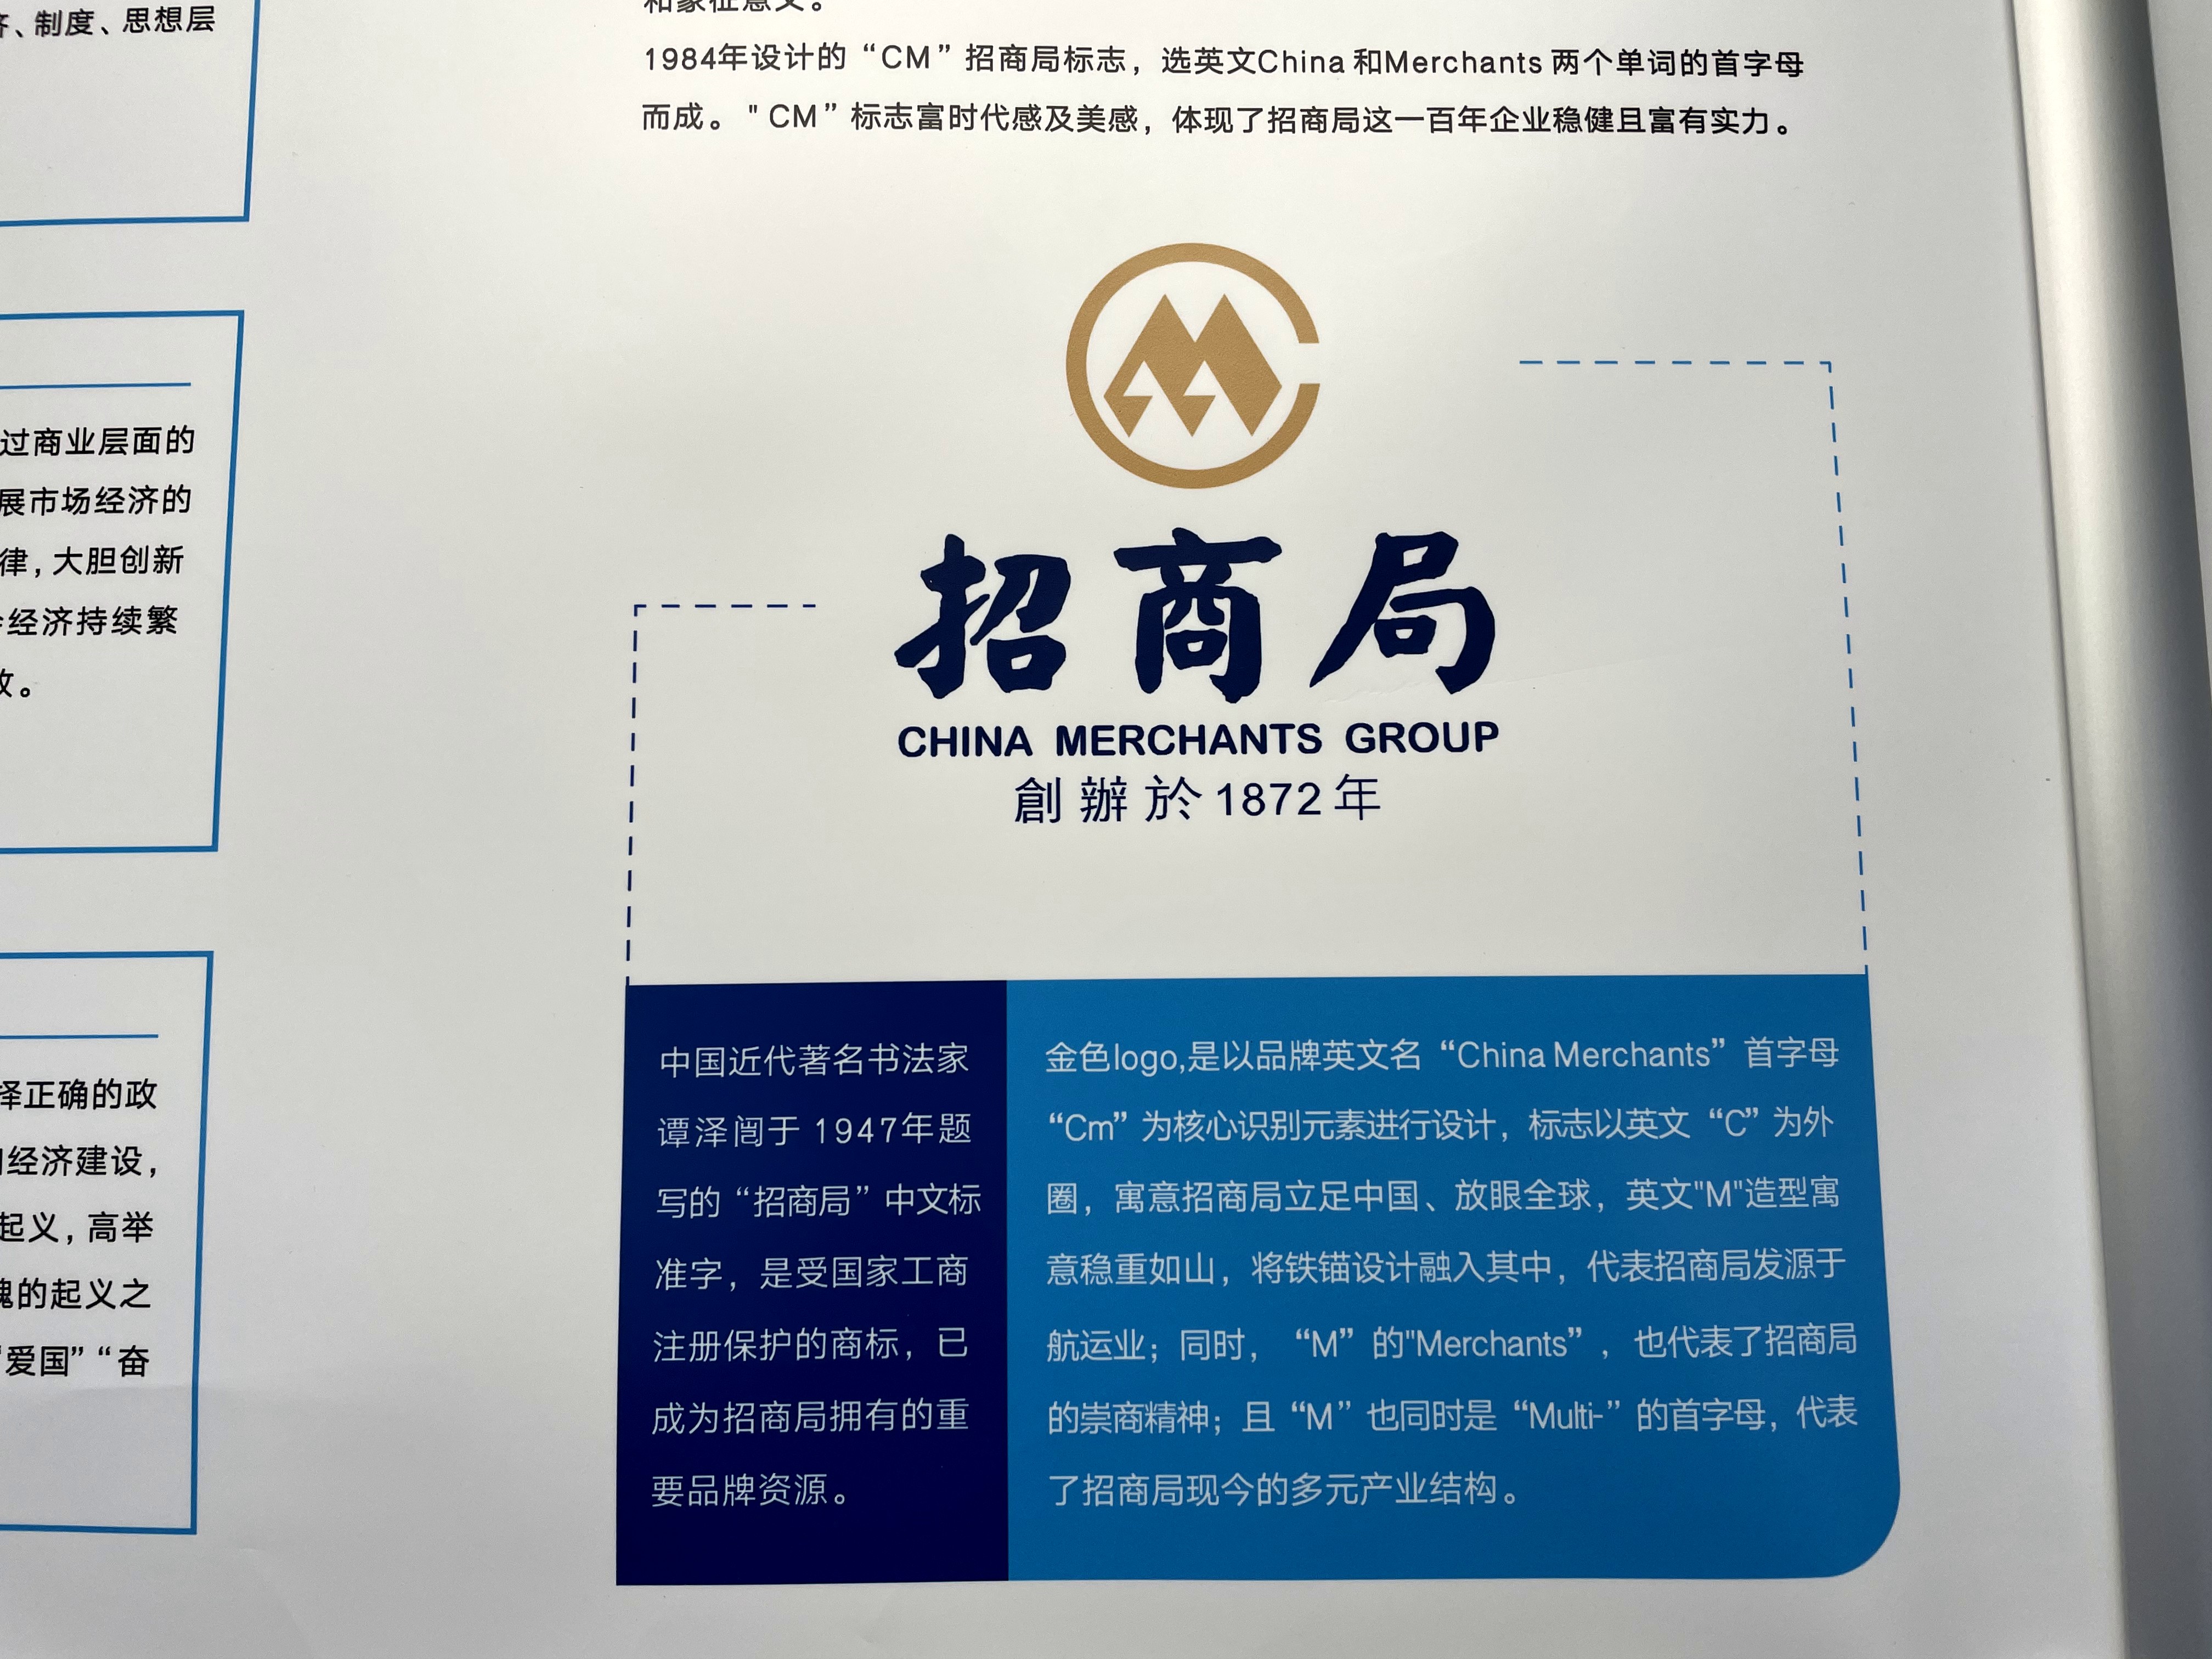 、制度、思想层
过商业层面的
展市场经济的
律，大胆创新
经济持续繁
择正确的政
经济建设，
起义，高举
魂的起义之
“爱国”“奋
和象征意义。
1984年设计的“CM”招商局标志，选英文China和Merchants两个单词的首字母
而成。"CM”标志富时代感及美感，体现了招商局这一百年企业稳健且富有实力。
招商局
CHINA MERCHANTS GROUP
創辦於1872年
中国近代著名书法家
谭泽闿于1947年题
写的“招商局”中文标
准字，是受国家工商
注册保护的商标，已
成为招商局拥有的重
要品牌资源。
金色logo,是以品牌英文名“China Merchants”首字母
“Cm”为核心识别元素进行设计，标志以英文“C”为外
圈，寓意招商局立足中国、放眼全球，英文"M"造型寓
意稳重如山，将铁锚设计融入其中，代表招商局发源于
航运业；同时，“M”的"Merchants”，也代表了招商局
的崇商精神；且“M”也同时是“Multi-”的首字母，代表
了招商局现今的多元产业结构。